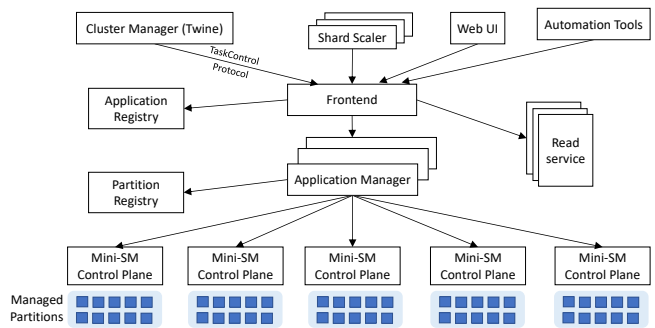 Cluster Manager (Twine)
Shard Scaler
Web UI
Automation Tools
TaskControl
Protocol
Application
Registry
Frontend
Read
service
Partition
Registry
Application Manager
Mini-SM
Control Plane
Mini-SM
Control Plane
Mini-SM
Control Plane
Mini-SM
Control Plane
Mini-SM
Control Plane
Managed
Partitions